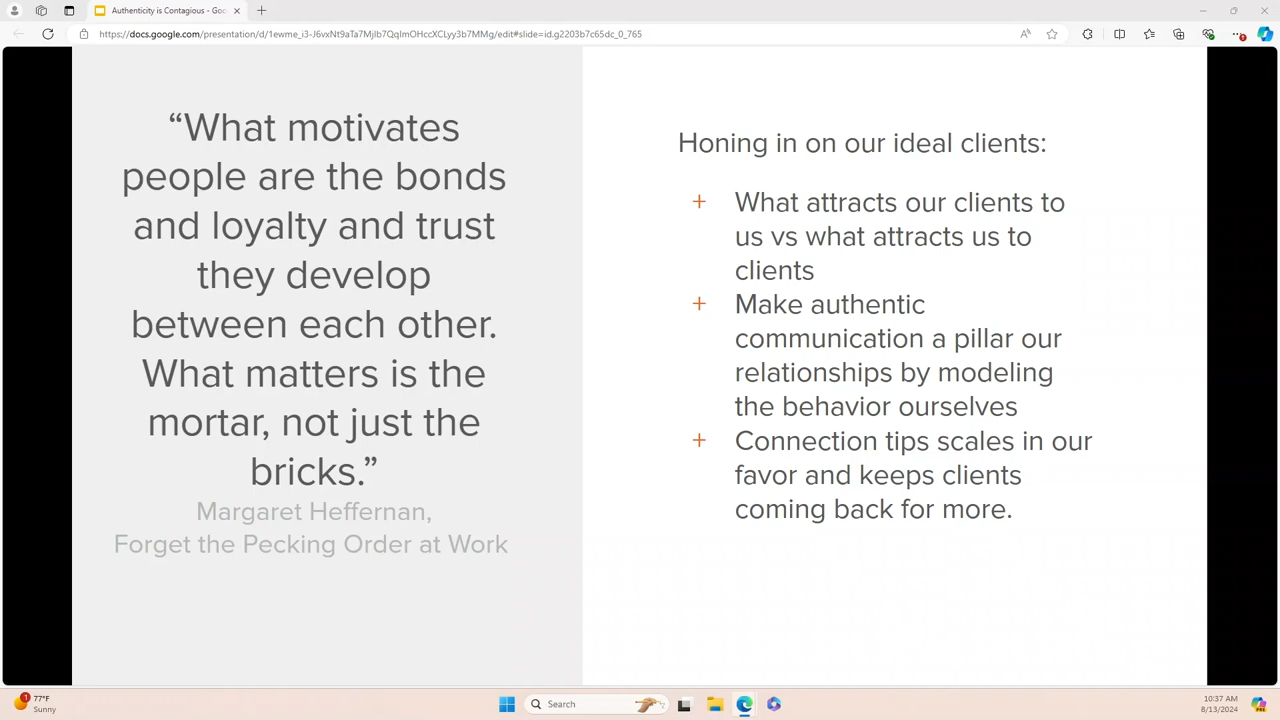 Authenticity is Contagious - Goo
https://docs.google.com/presentation/d/1ewme_i3-J6vxNt9aTa7Mjlb7QqlmOHccXCLyy3b7MMg/edit#slide=id.g2203b7c65dc_0_765
“What motivates
people are the bonds
and loyalty and trust
they develop
between each other.
What matters is the
mortar, not just the
bricks.”
Margaret Heffernan,
Forget the Pecking Order at Work
Honing in on our ideal clients:
+ What attracts our clients to
us vs what attracts us to
clients
+ Make authentic
communication a pillar our
relationships by modeling
the behavior ourselves
+ Connection tips scales in our
favor and keeps clients
coming back for more.
1
77°F
Sunny
Search
10:37 AM
8/13/2024